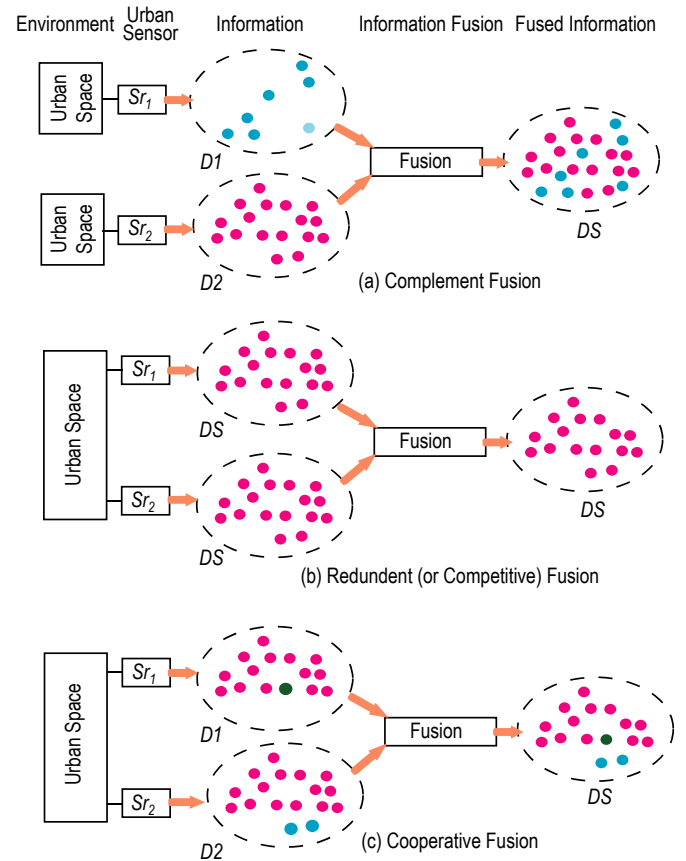 Environment
Urban
Sensor
Information
Information Fusion
Fused Information
Urban
Space
Sr1
D1
Fusion
Urban
Space
Sr2
D2
DS
(a) Complement Fusion
Urban Space
Sr1
DS
Fusion
Sr2
DS
DS
(b) Redundent (or Competitive) Fusion
Urban Space
Sr1
D1
Fusion
Sr2
D2
DS
(c) Cooperative Fusion